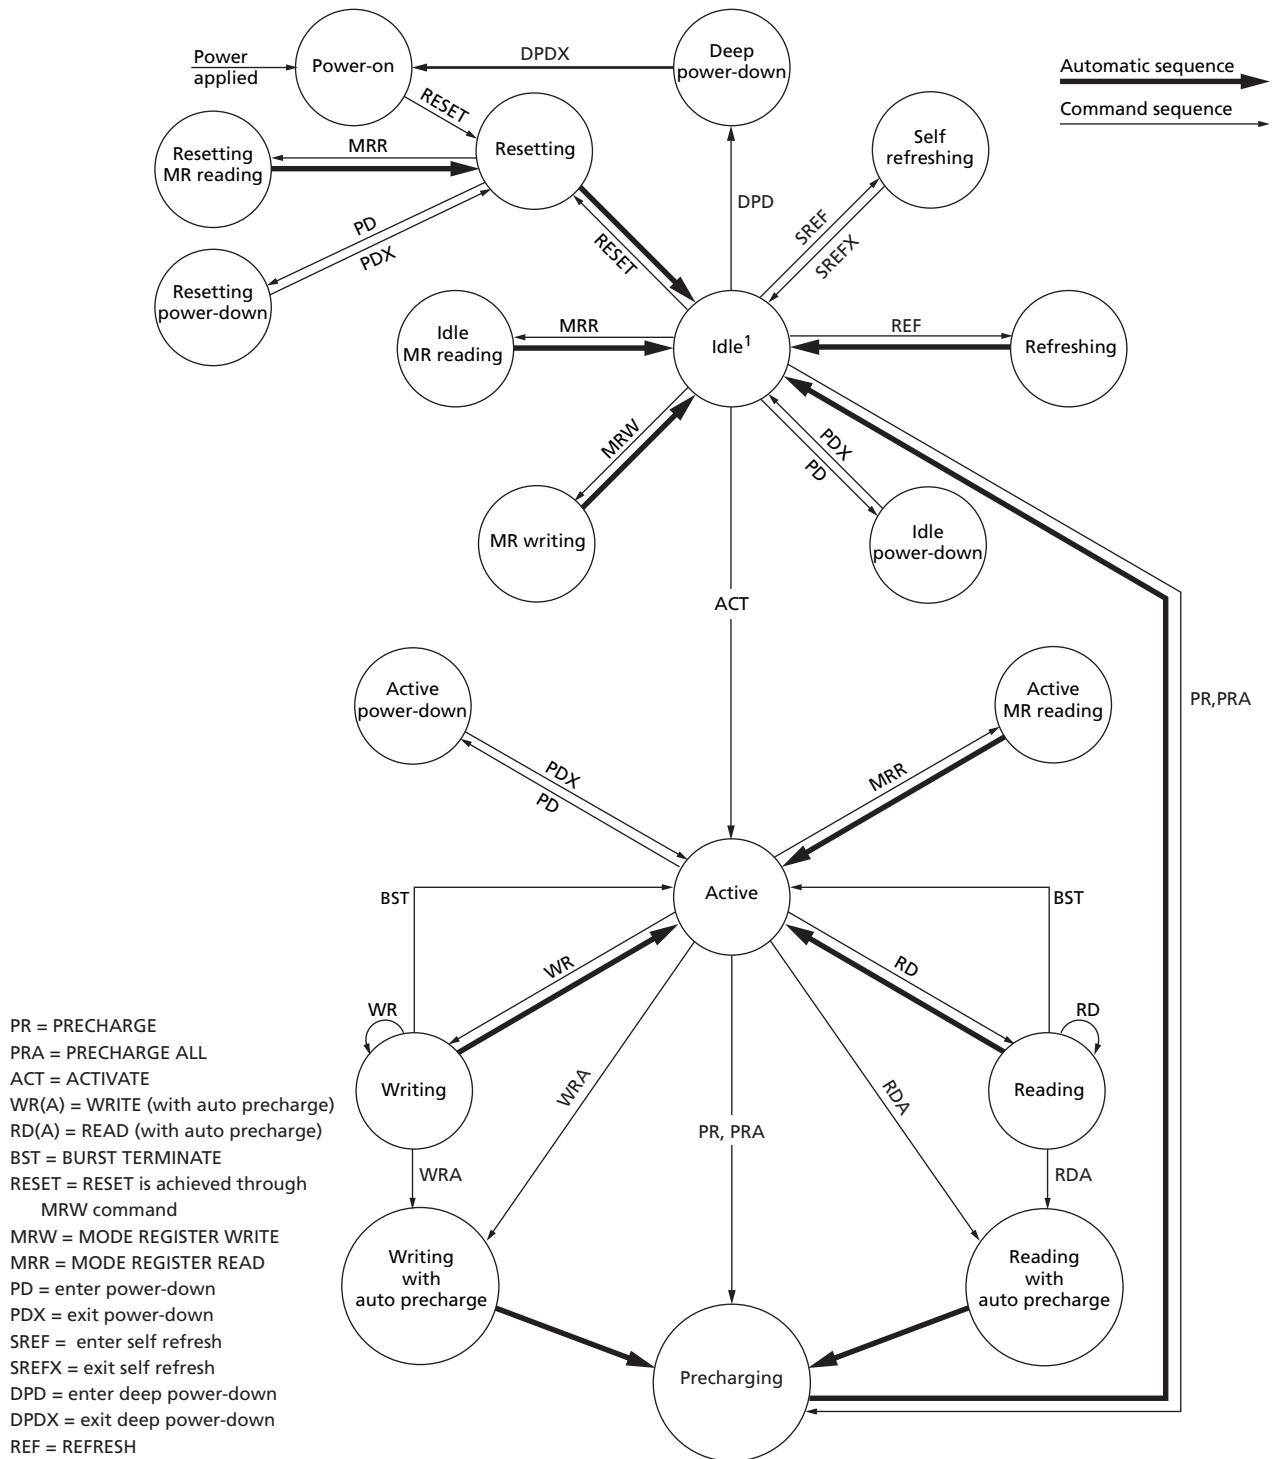 Power
applied
Power-on
DPDX
Deep
power-down
Automatic sequence
Command sequence
RESET
Resetting
MR reading
MRR
Resetting
Self
refreshing
PD
PDX
Resetting
power-down
RESET
DPD
SREF
SREFX
Idle
MR reading
MRR
Idle1
REF
Refreshing
MRW
PDX
PD
MR writing
Idle
power-down
ACT
Active
power-down
Active
MR reading
PR,PRA
PDX
PD
MRR
BST
Active
BST
WR
RD
WR
RD
Writing
Reading
WRA
RDA
PR, PRA
WRA
RDA
Writing
with
auto precharge
Reading
with
auto precharge
Precharging
PR = PRECHARGE
PRA = PRECHARGE ALL
ACT = ACTIVATE
WR(A) = WRITE (with auto precharge)
RD(A) = READ (with auto precharge)
BST = BURST TERMINATE
RESET = RESET is achieved through
MRW command
MRW = MODE REGISTER WRITE
MRR = MODE REGISTER READ
PD = enter power-down
PDX = exit power-down
SREF = enter self refresh
SREFX = exit self refresh
DPD = enter deep power-down
DPDX = exit deep power-down
REF = REFRESH